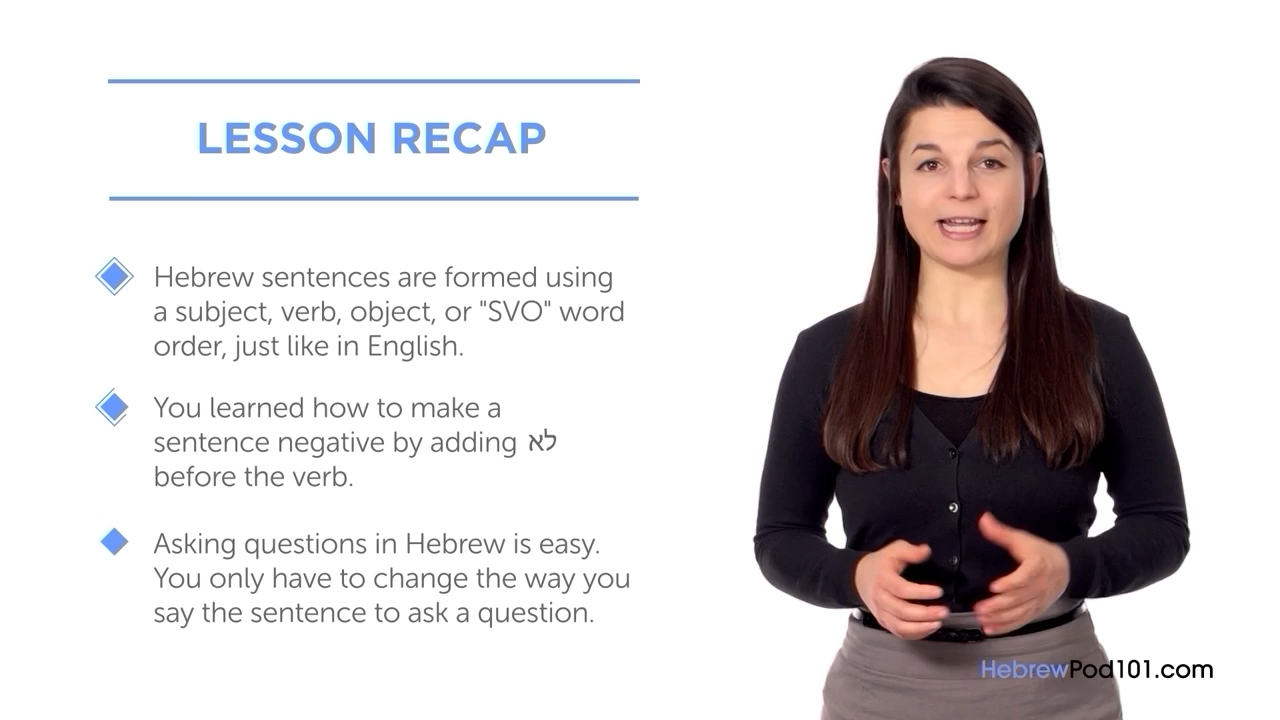 LESSON RECAP
Hebrew sentences are formed using
a subject, verb, object, or "SVO" word
order, just like in English.
You learned how to make a
sentence negative by adding לא
before the verb.
Asking questions in Hebrew is easy.
You only have to change the way you
say the sentence to ask a question.
HebrewPod101.com